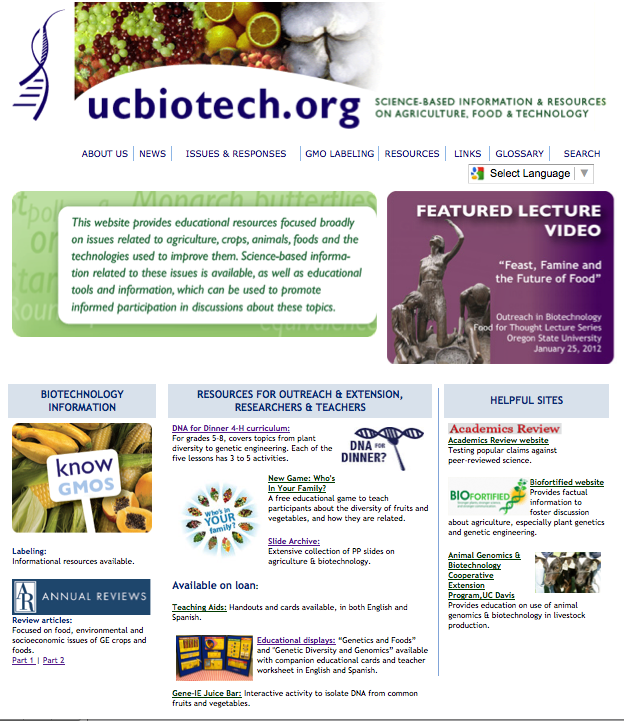 ucbiotech.org
SCIENCE-BASED INFORMATION & RESOURCES
ON AGRICULTURE, FOOD & TECHNOLOGY
ABOUT US
NEWS
ISSUES & RESPONSES
GMO LABELING
RESOURCES
LINKS
GLOSSARY
SEARCH
Select Language
This website provides educational resources focused broadly
on issues related to agriculture, crops, animals, foods and the
technologies used to improve them. Science-based informa-
tion related to these issues is available, as well as educational
tools and information, which can be used to promote
informed participation in discussions about these topics.
Monarch butterflies
FEATURED LECTURE
VIDEO
“Feast, Famine and
the Future of Food”
Outreach in Biotechnology
Food for Thought Lecture Series
Oregon State University
January 25, 2012
BIOTECHNOLOGY
INFORMATION
know
GMOS
Labeling:
Informational resources available.
AR ANNUAL REVIEWS
Review articles:
Focused on food, environmental and
socioeconomic issues of GE crops and
foods.
Part 1 | Part 2
RESOURCES FOR OUTREACH & EXTENSION,
RESEARCHERS & TEACHERS
DNA for Dinner 4-H curriculum:
For grades 5-8, covers topics from plant
diversity to genetic engineering. Each of the
five lessons has 3 to 5 activities.
DNA FOR
DINNER?
Who's in
YOUR
family?
New Game: Who's
In Your Family?
A free educational game to teach
participants about the diversity of fruits and
vegetables, and how they are related.
Slide Archive:
Extensive collection of PP slides on
agriculture & biotechnology.
Available on loan:
Teaching Aids: Handouts and cards available, in both English and
Spanish.
Educational displays: “Genetics and Foods”
and "Genetic Diversity and Genomics” available
with companion educational cards and teacher
worksheet in English and Spanish.
Gene-IE Juice Bar: Interactive activity to isolate DNA from common
fruits and vegetables.
HELPFUL SITES
Academics Review
Academics Review website
Testing popular claims against
peer-reviewed science.
BIOFORTIFIED
Biofortified website
Provides factual
information to
foster discussion
about agriculture, especially plant genetics
and genetic engineering.
Animal Genomics &
Biotechnology
Cooperative
Extension
Program,UC Davis
Provides education on use of animal
genomics & biotechnology in livestock
production.